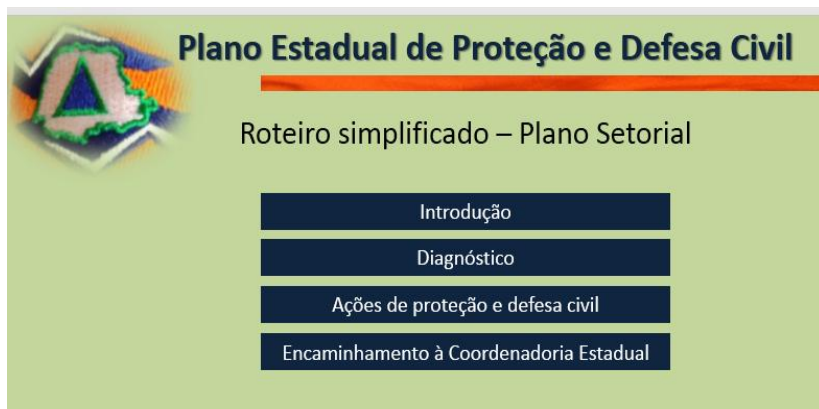 Plano Estadual de Proteção e Defesa Civil
Roteiro simplificado – Plano Setorial
Introdução
Diagnóstico
Ações de proteção e defesa civil
Encaminhamento à Coordenadoria Estadual